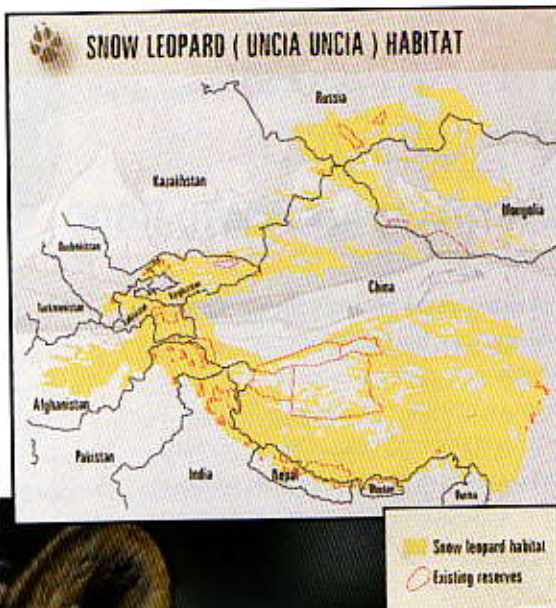 SNOW LEOPARD ( UNCIA UNCIA ) HABITAT
Russia
Kazakhstan
Mongolia
Uzbekistan
China
Turkmenistan
Afghanistan
Pakistan
India
Nepal
Bhutan
Burma
Snow leopard habitat
Existing reserves